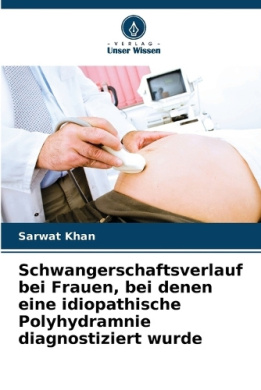 - VERLAG -
Unser Wissen
Sarwat Khan
Schwangerschaftsverlauf
bei Frauen, bei denen
eine idiopathische
Polyhydramnie
diagnostiziert wurde